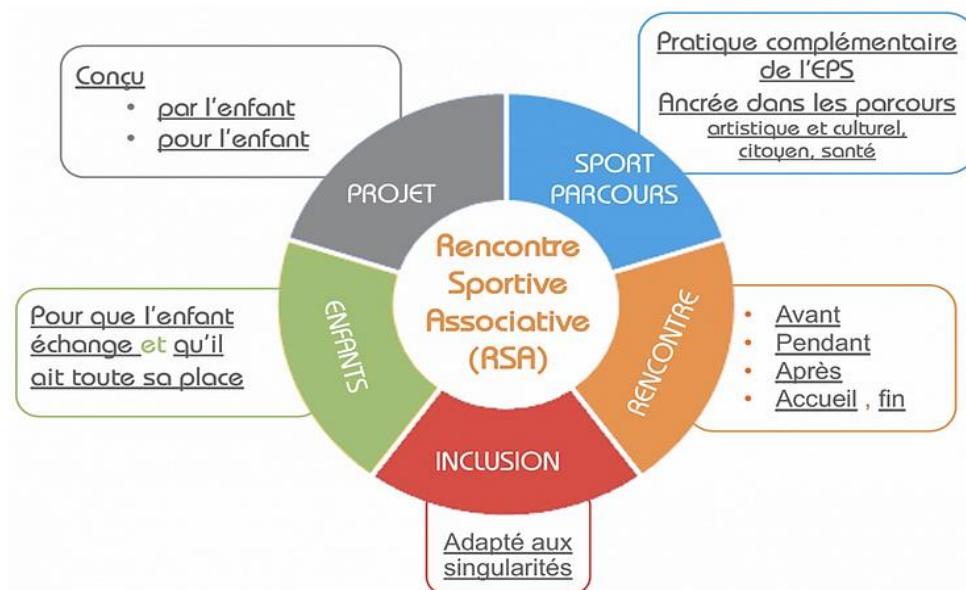 Conçu
• par l'enfant
• pour l'enfant
Pratique complémentaire
de l'EPS
Ancrée dans les parcours
artistique et culturel,
citoyen, santé
PROJET
SPORT
PARCOURS
Rencontre
Sportive
Associative
(RSA)
ENFANTS
RENCONTRE
Pour que l'enfant
échange et qu'il
ait toute sa place
• Avant
• Pendant
• Après
• Accueil , fin
INCLUSION
Adapté aux
singularités